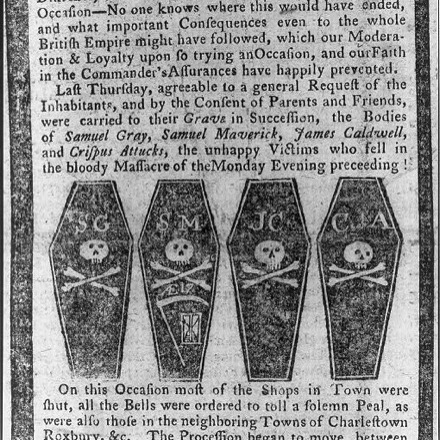 Occaſion—No one knows where this would have ended,
and what important Conſequences even to the whole
Britiſh Empire might have followed, which our Modera-
tion & Loyalty upon ſo trying an Occaſion, and our Faith
in the Commander's Aſſurances have happily prevented.
Laſt Thurſday, agreeable to a general Requeſt of the
Inhabitants, and by the Conſent of Parents and Friends,
were carried to their Grave in Succeſſion, the Bodies
of Samuel Gray, Samuel Maverick, James Caldwell,
and Criſpus Attucks, the unhappy Victims who fell in
the bloody Maſſacre of the Monday Evening preceeding!
SG SM JC CA
Æ 17
On this Occaſion moſt of the Shops in Town were
ſhut, all the Bells were ordered to toll a ſolemn Peal, as
were alſo thoſe in the neighboring Towns of Charleſtown
Roxbury, &c. The Proceſſion began to move between